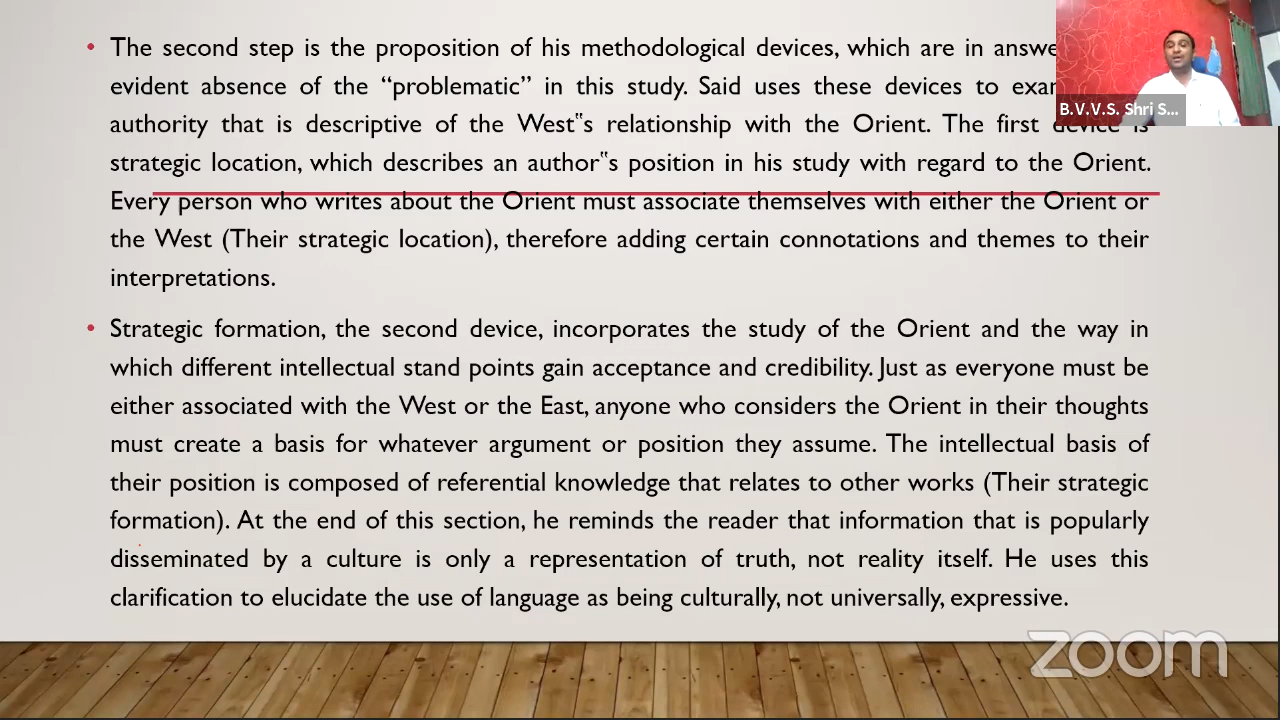 • The second step is the proposition of his methodological devices, which are in answe
evident absence of the “problematic” in this study. Said uses these devices to exar
authority that is descriptive of the West‟s relationship with the Orient. The first device is
strategic location, which describes an author‟s position in his study with regard to the Orient.
Every person who writes about the Orient must associate themselves with either the Orient or
the West (Their strategic location), therefore adding certain connotations and themes to their
interpretations.
• Strategic formation, the second device, incorporates the study of the Orient and the way in
which different intellectual stand points gain acceptance and credibility. Just as everyone must be
either associated with the West or the East, anyone who considers the Orient in their thoughts
must create a basis for whatever argument or position they assume. The intellectual basis of
their position is composed of referential knowledge that relates to other works (Their strategic
formation). At the end of this section, he reminds the reader that information that is popularly
disseminated by a culture is only a representation of truth, not reality itself. He uses this
clarification to elucidate the use of language as being culturally, not universally, expressive.
B.V.V.S. Shri S...
zoom